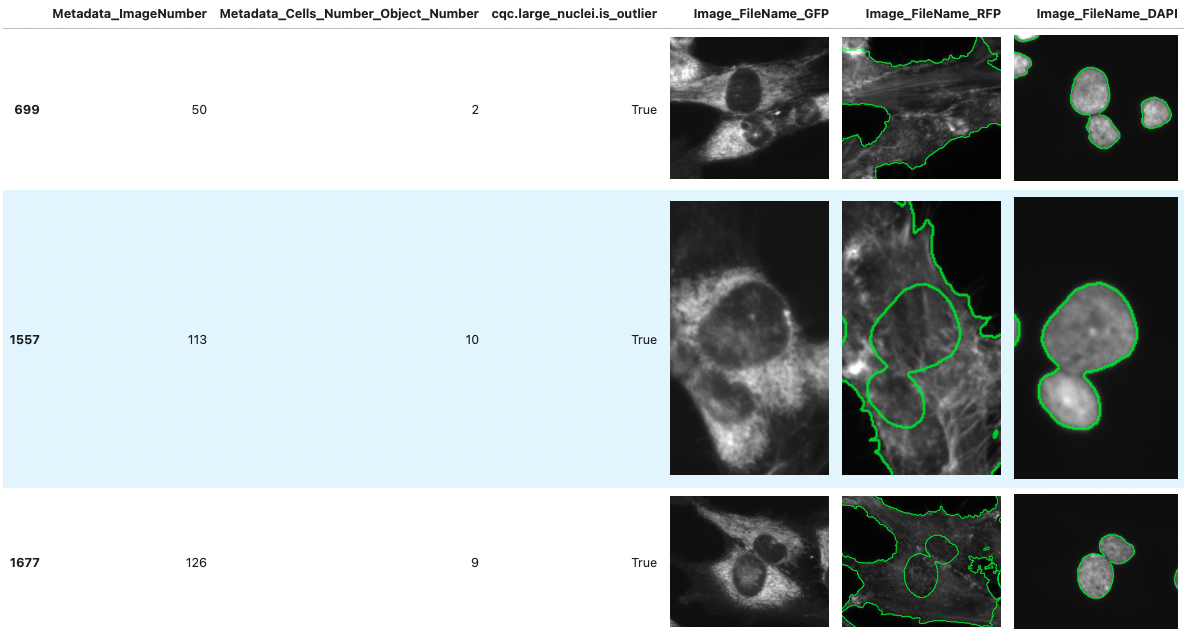 Metadata_ImageNumber Metadata_Cells_Number_Object_Number cqc.large_nuclei.is_outlier Image_FileName_GFP Image_FileName_RFP Image_FileName_DAPI
699 50 2 True
1557 113 10 True
1677 126 9 True